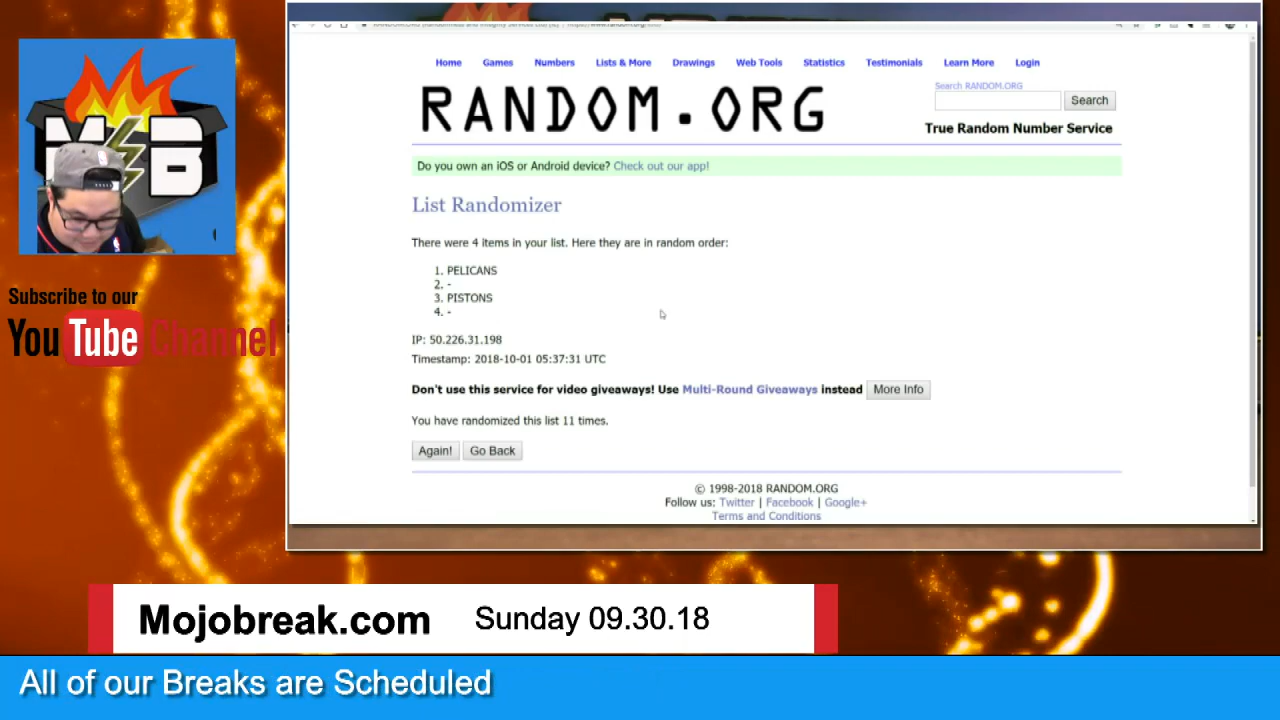 Home Games Numbers Lists & More Drawings Web Tools Statistics Testimonials Learn More Login
RANDOM.ORG
Search RANDOM.ORG
Search
True Random Number Service
Do you own an iOS or Android device? Check out our app!
List Randomizer
There were 4 items in your list. Here they are in random order:
1. PELICANS
2. -
3. PISTONS
4. -
IP: 50.226.31.198
Timestamp: 2018-10-01 05:37:31 UTC
Don't use this service for video giveaways! Use Multi-Round Giveaways instead More Info
You have randomized this list 11 times.
Again! Go Back
© 1998-2018 RANDOM.ORG
Follow us: Twitter | Facebook | Google+
Terms and Conditions
M B
Subscribe to our
YouTube Channel
Mojobreak.com Sunday 09.30.18
All of our Breaks are Scheduled